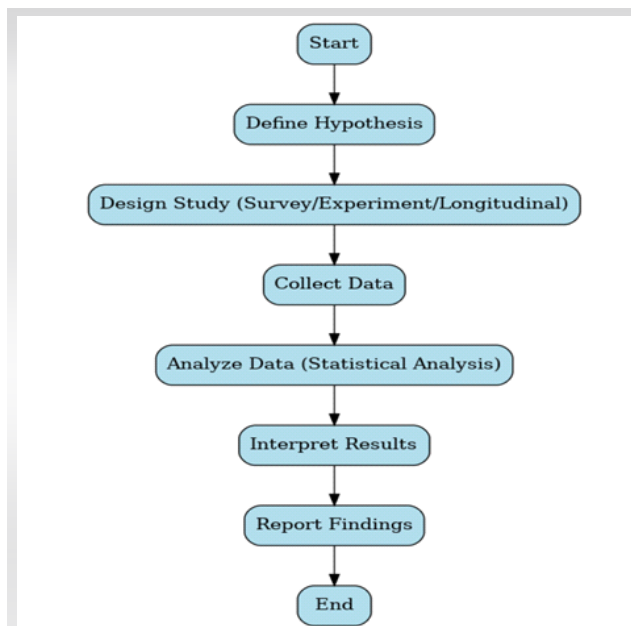 Start
Define Hypothesis
Design Study (Survey/Experiment/Longitudinal)
Collect Data
Analyze Data (Statistical Analysis)
Interpret Results
Report Findings
End